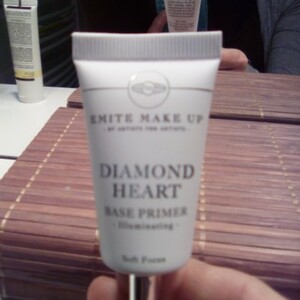 EMITE MAKE UP
- BY ARTISTS FOR ARTISTS -
DIAMOND
HEART
BASE PRIMER
- Illuminating -
Soft Focus